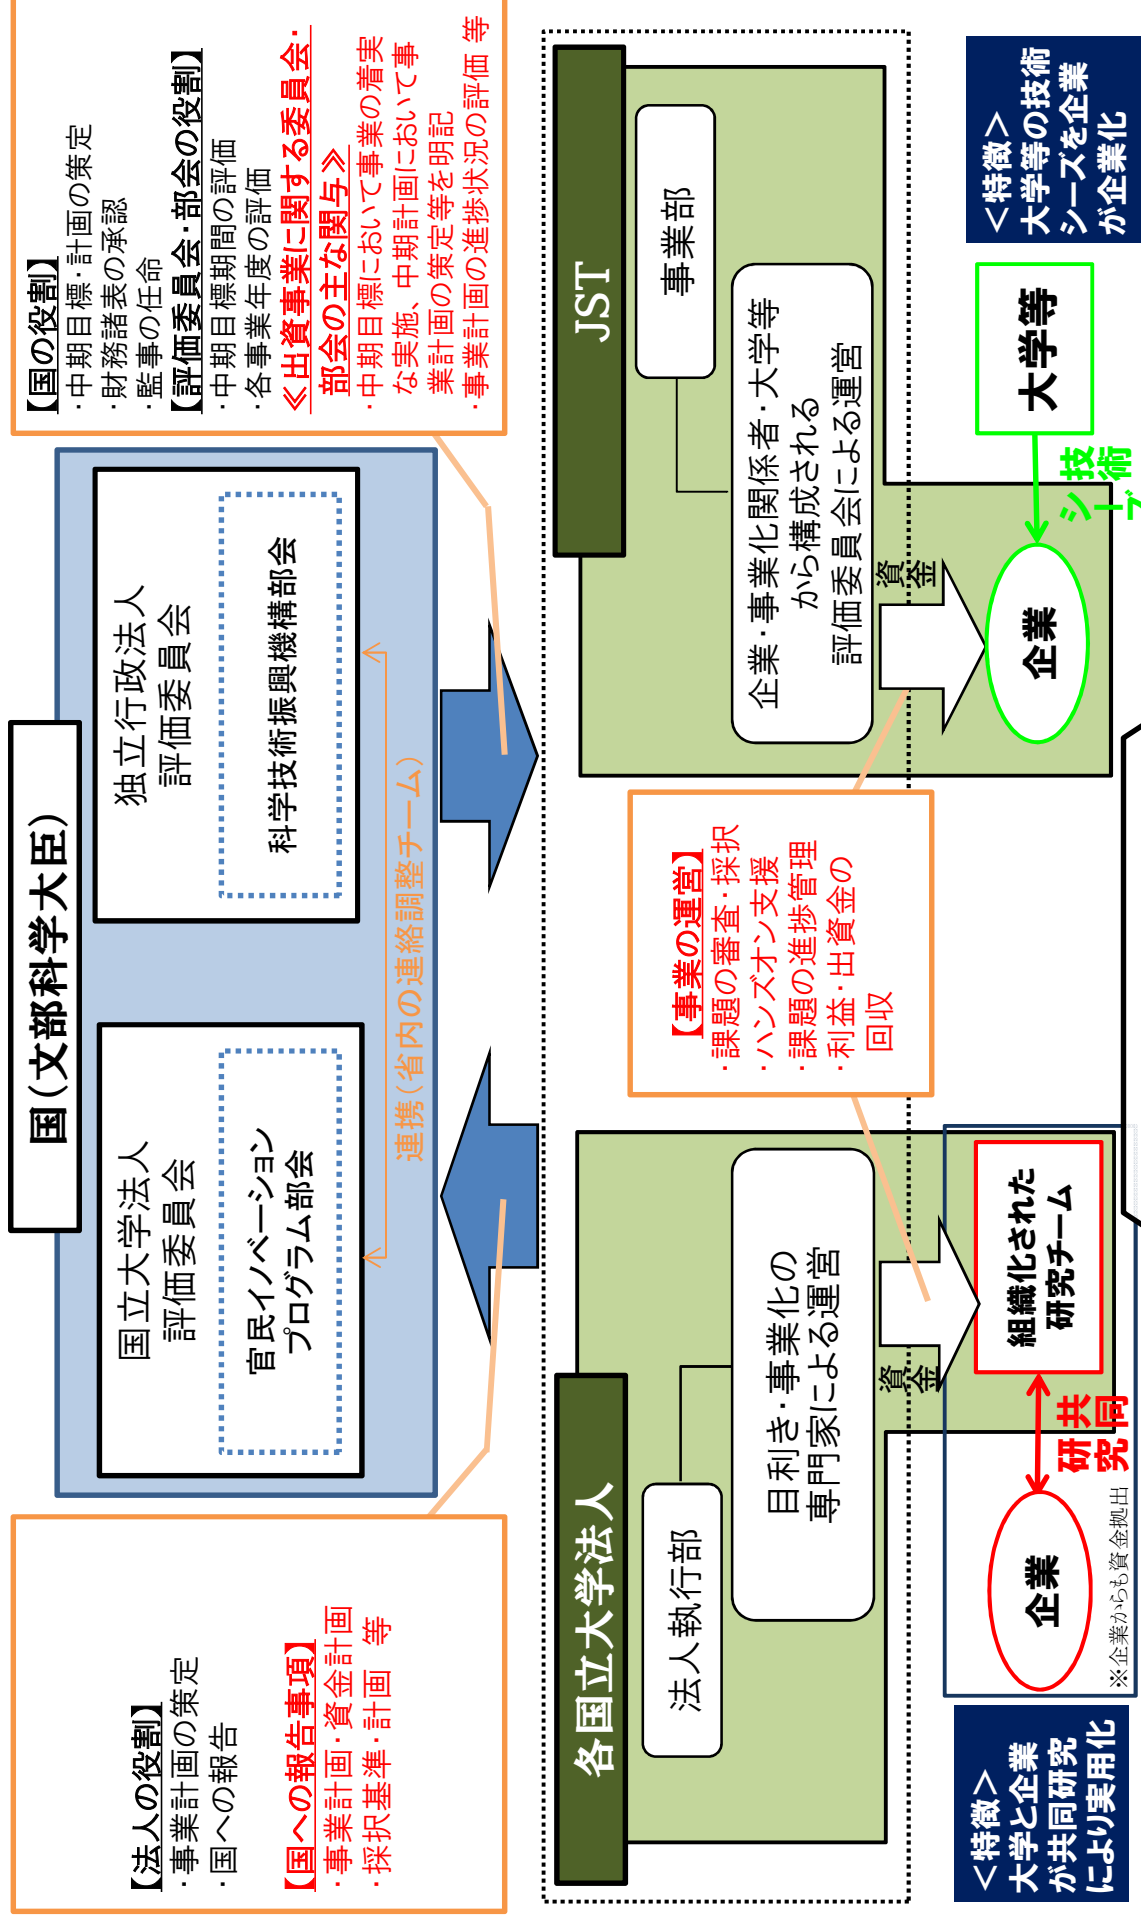 国（文部科学大臣）
【法人の役割】
・事業計画の策定
・国への報告
【国への報告事項】
・事業計画・資金計画
・採択基準・計画　等
国立大学法人
評価委員会
官民イノベーション
プログラム部会
独立行政法人
評価委員会
科学技術振興機構部会
連携（省内の連絡調整チーム）
【国の役割】
・中期目標・計画の策定
・財務諸表の承認
・監事の任命
【評価委員会・部会の役割】
・中期目標期間の評価
・各事業年度の評価
≪出資事業に関する委員会・
部会の主な関与≫
・中期目標において事業の着実
な実施、中期計画において事
業計画の策定等を明記
・事業計画の進捗状況の評価 等
各国立大学法人
法人執行部
目利き・事業化の
専門家による運営
資金
組織化された
研究チーム
共同
研究
企業
※企業からも資金拠出
＜特徴＞
大学と企業
が共同研究
により実用化
【事業の運営】
・課題の審査・採択
・ハンズオン支援
・課題の進捗管理
・利益・出資金の
回収
JST
事業部
企業・事業化関係者・大学等
から構成される
評価委員会による運営
資金
企業
技術
シーズ
大学等
＜特徴＞
大学等の技術
シーズを企業
が企業化